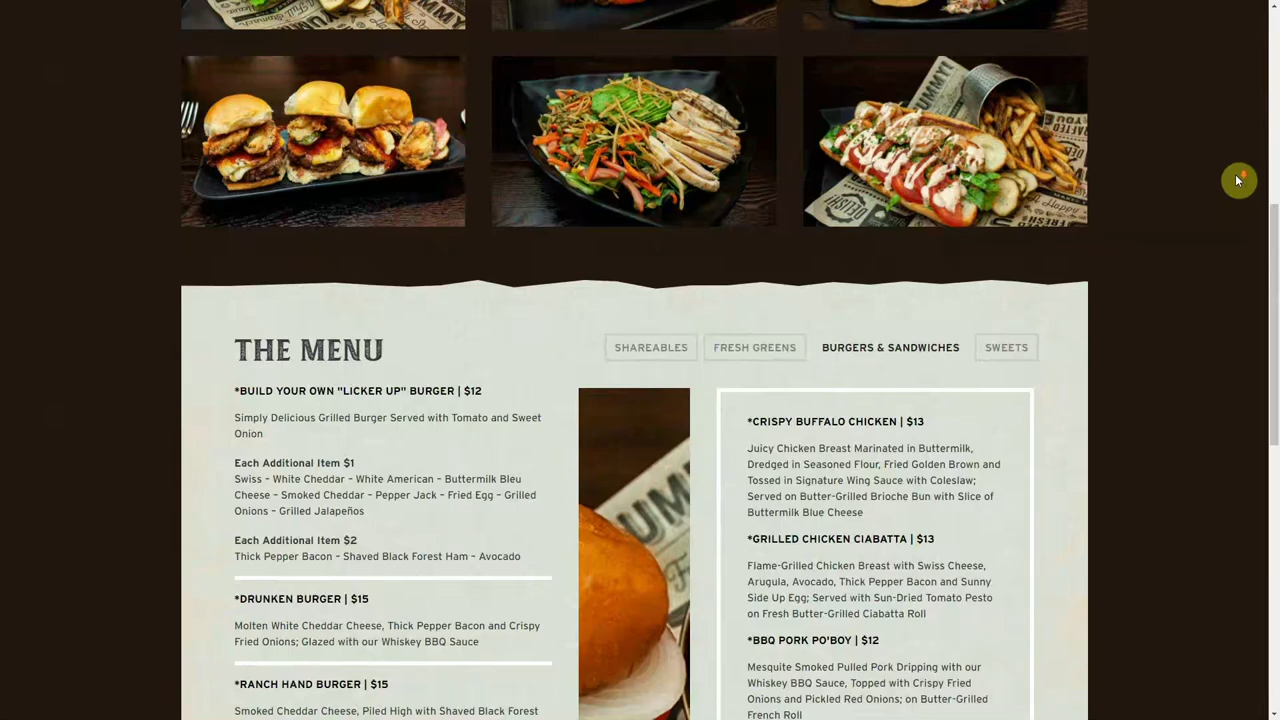 THE MENU
SHAREABLES
FRESH GREENS
BURGERS & SANDWICHES
SWEETS
*BUILD YOUR OWN "LICKER UP" BURGER | $12
Simply Delicious Grilled Burger Served with Tomato and Sweet
Onion
Each Additional Item $1
Swiss – White Cheddar – White American – Buttermilk Bleu
Cheese – Smoked Cheddar – Pepper Jack – Fried Egg – Grilled
Onions – Grilled Jalapeños
Each Additional Item $2
Thick Pepper Bacon – Shaved Black Forest Ham – Avocado
*DRUNKEN BURGER | $15
Molten White Cheddar Cheese, Thick Pepper Bacon and Crispy
Fried Onions; Glazed with our Whiskey BBQ Sauce
*RANCH HAND BURGER | $15
Smoked Cheddar Cheese, Piled High with Shaved Black Forest
*CRISPY BUFFALO CHICKEN | $13
Juicy Chicken Breast Marinated in Buttermilk,
Dredged in Seasoned Flour, Fried Golden Brown and
Tossed in Signature Wing Sauce with Coleslaw;
Served on Butter-Grilled Brioche Bun with Slice of
Buttermilk Blue Cheese
*GRILLED CHICKEN CIABATTA | $13
Flame-Grilled Chicken Breast with Swiss Cheese,
Arugula, Avocado, Thick Pepper Bacon and Sunny
Side Up Egg; Served with Sun-Dried Tomato Pesto
on Fresh Butter-Grilled Ciabatta Roll
*BBQ PORK PO'BOY | $12
Mesquite Smoked Pulled Pork Dripping with our
Whiskey BBQ Sauce, Topped with Crispy Fried
Onions and Pickled Red Onions; on Butter-Grilled
French Roll